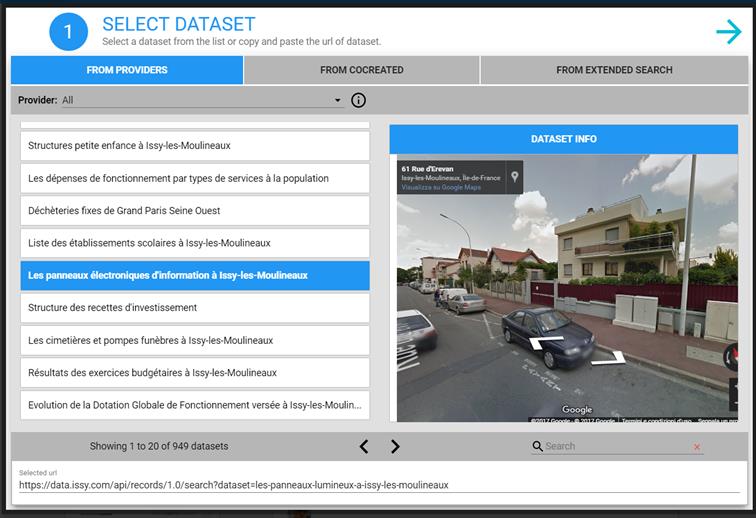 1
SELECT DATASET
Select a dataset from the list or copy and paste the url of dataset.
FROM PROVIDERS
FROM COCREATED
FROM EXTENDED SEARCH
Provider: All
Structures petite enfance à Issy-les-Moulineaux
Les dépenses de fonctionnement par types de services à la population
Déchèteries fixes de Grand Paris Seine Ouest
Liste des établissements scolaires à Issy-les-Moulineaux
Les panneaux électroniques d'information à Issy-les-Moulineaux
Structure des recettes d'investissement
Les cimetières et pompes funèbres à Issy-les-Moulineaux
Résultats des exercices budgétaires à Issy-les-Moulineaux
Evolution de la Dotation Globale de Fonctionnement versée à Issy-les-Moulin...
DATASET INFO
61 Rue d'Erevan
Issy-les-Moulineaux, Île-de-France
Visualizza su Google Maps
Google
©2017 Google · © 2017 Google
Termini e condizioni d'uso
Segnala un
Showing 1 to 20 of 949 datasets
Search
Selected url
https://data.issy.com/api/records/1.0/search?dataset=les-panneaux-lumineux-a-issy-les-moulineaux